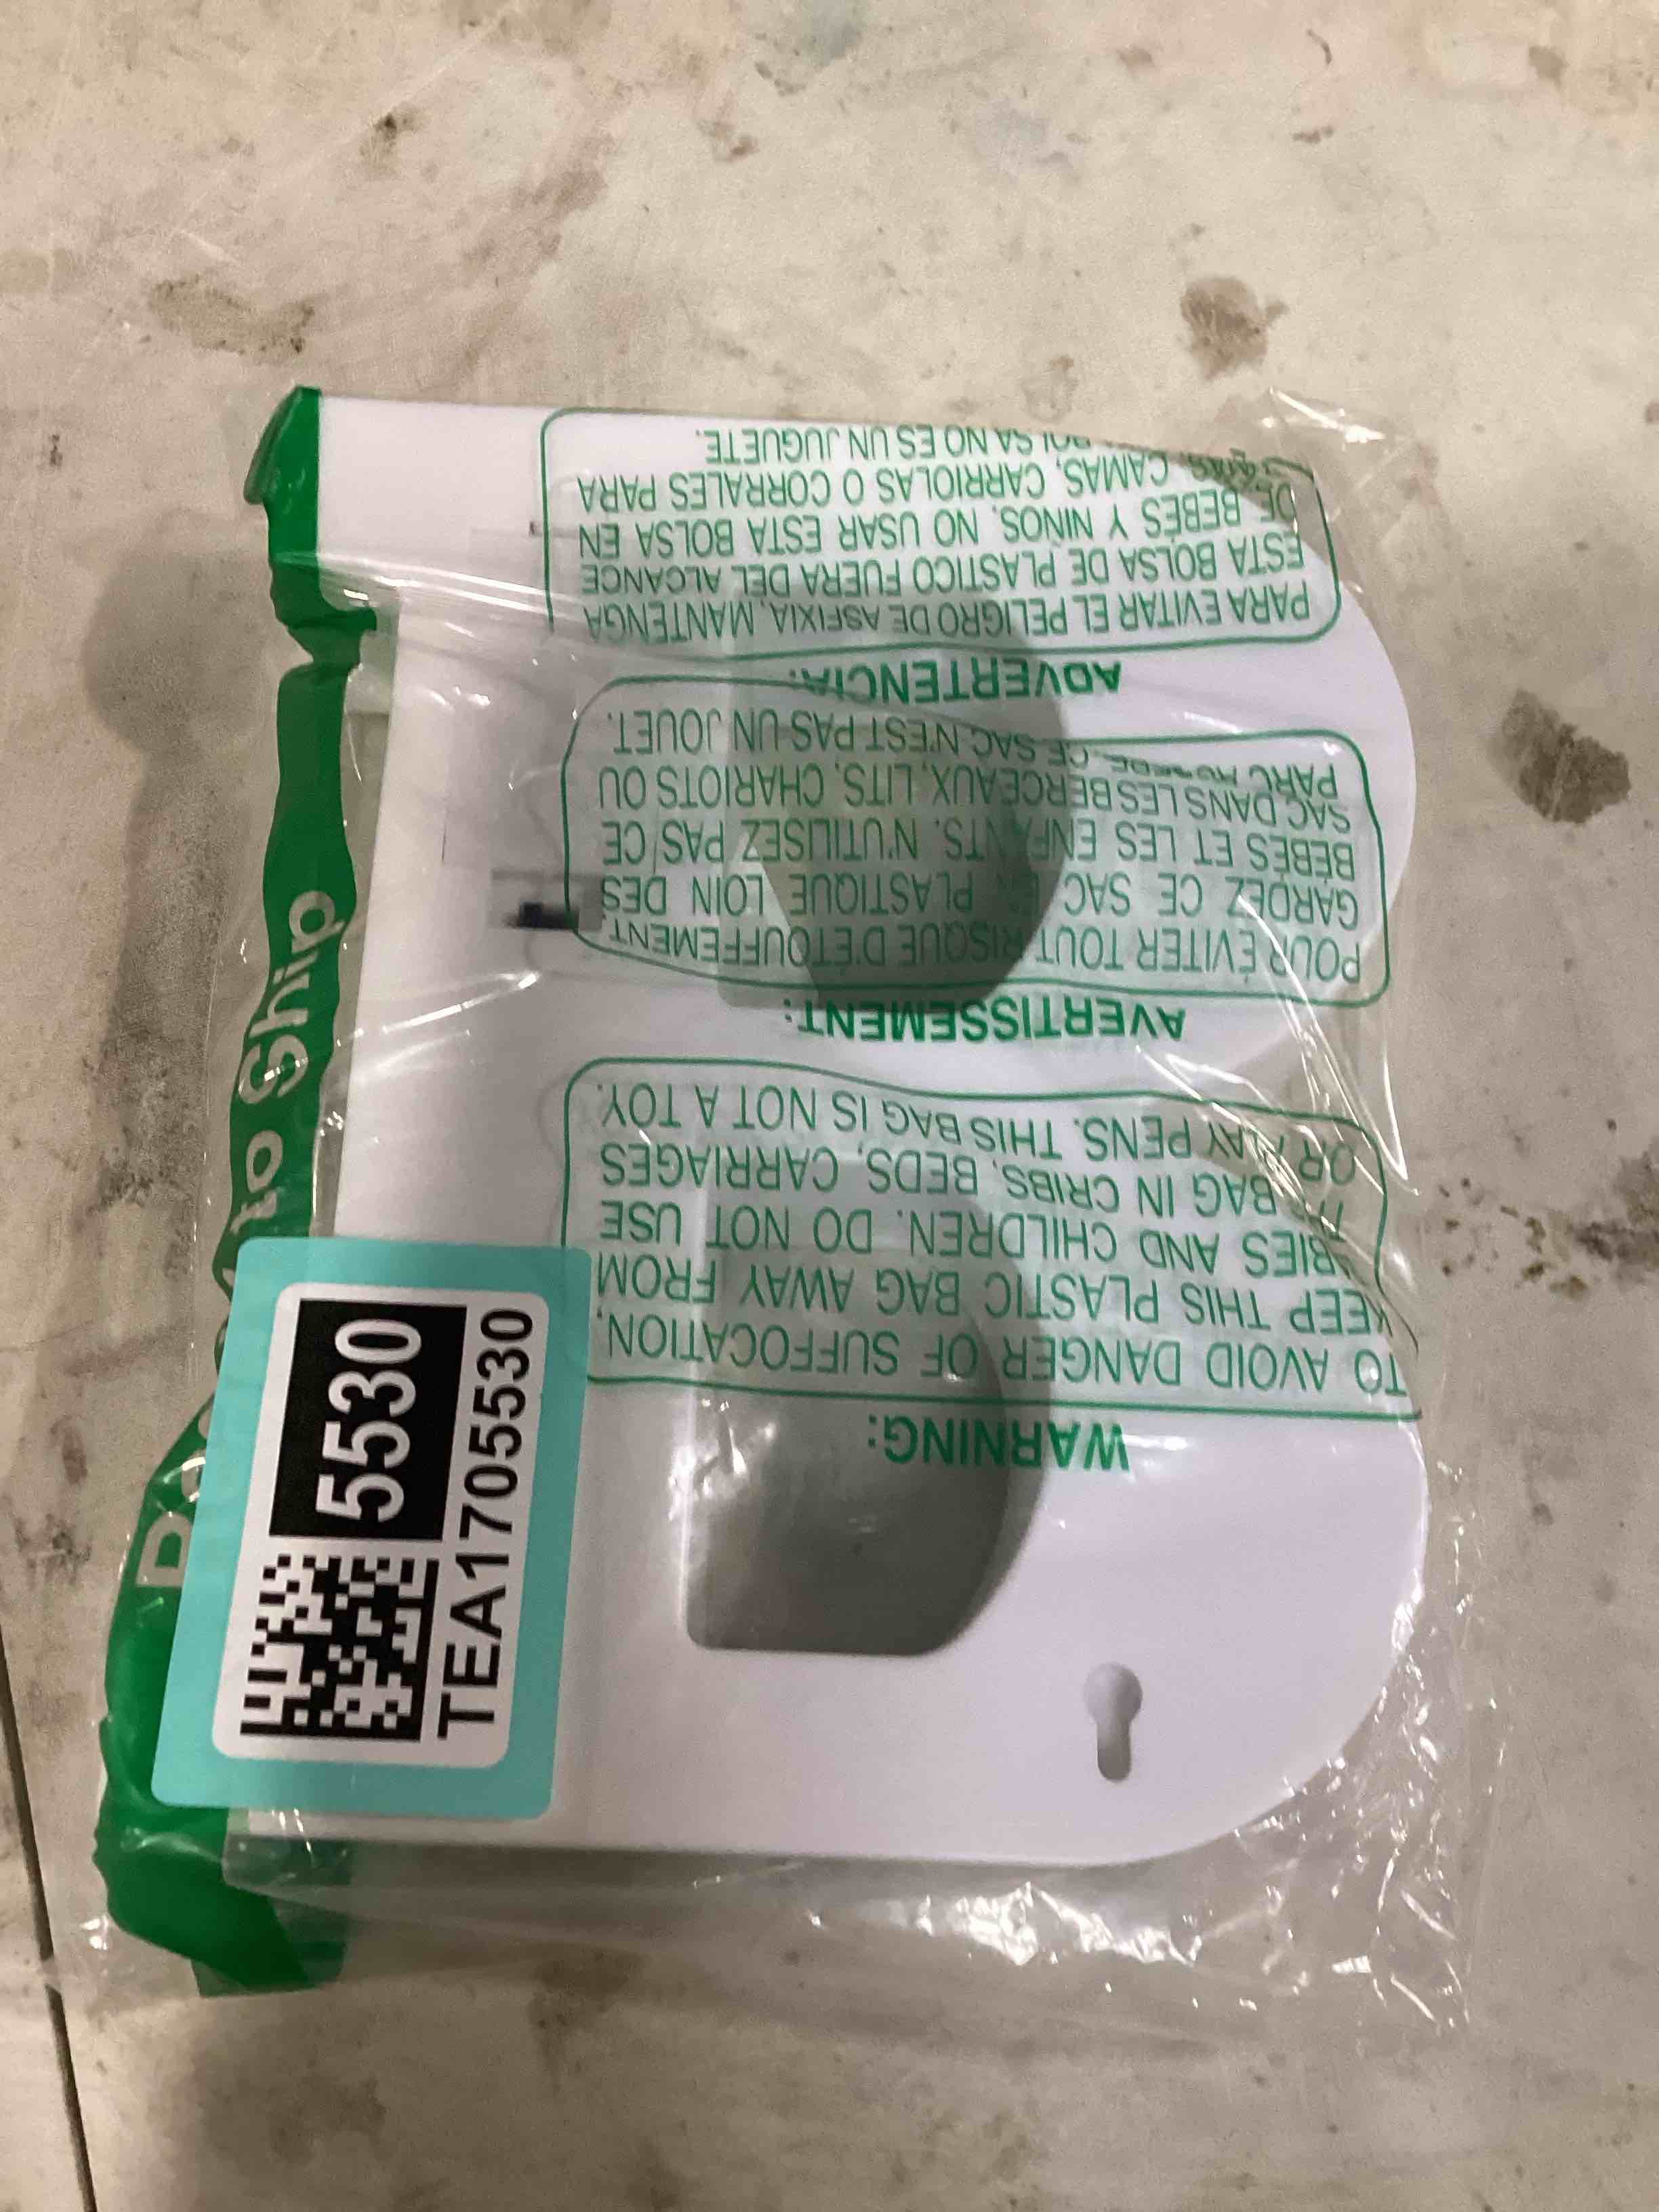 to Ship
5530
TEA1705530
WARNING:
TO AVOID DANGER OF SUFFOCATION,
KEEP THIS PLASTIC BAG AWAY FROM
AND CHILDREN. DO NOT USE
BAG IN CRIBS, BEDS, CARRIAGES
OR PLAY PENS. THIS BAG IS NOT A TOY.
AVERTISSEMENT:
POUR ÉVITER TOUT RISQUE D'ÉTOUFFEMENT,
GARDEZ CE SAC PLASTIQUE LOIN DES
BÉBÉS ET LES ENFANTS. N'UTILISEZ PAS CE
SAC DANS LES BERCEAUX, LITS, CHARIOTS OU
PARC CE SAC N'EST PAS UN JOUET.
ADVERTENCIA:
PARA EVITAR EL PELIGRO DE ASFIXIA, MANTENGA
ESTA BOLSA DE PLASTICO FUERA DEL ALCANCE
DE BEBÉS Y NIÑOS, NO USAR ESTA BOLSA EN
CAMAS, CARRIOLAS O CORRALES PARA
BOLSA NO ES UN JUGUETE.